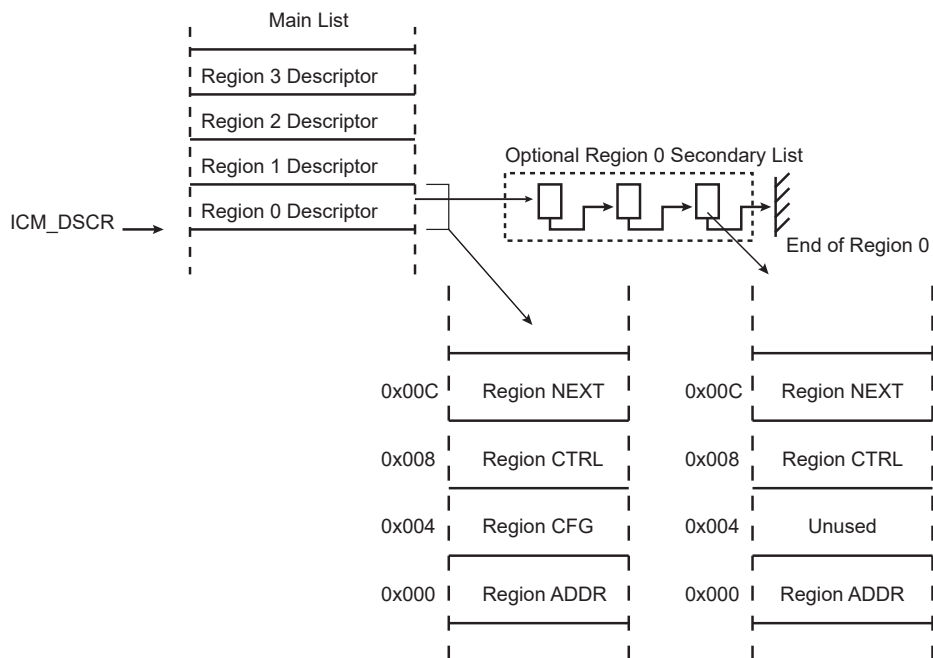 Main List
Region 3 Descriptor
Region 2 Descriptor
Region 1 Descriptor
Region 0 Descriptor
ICM_DSCR
Optional Region 0 Secondary List
End of Region 0
0x00C Region NEXT
0x008 Region CTRL
0x004 Region CFG
0x000 Region ADDR
0x00C Region NEXT
0x008 Region CTRL
0x004 Unused
0x000 Region ADDR